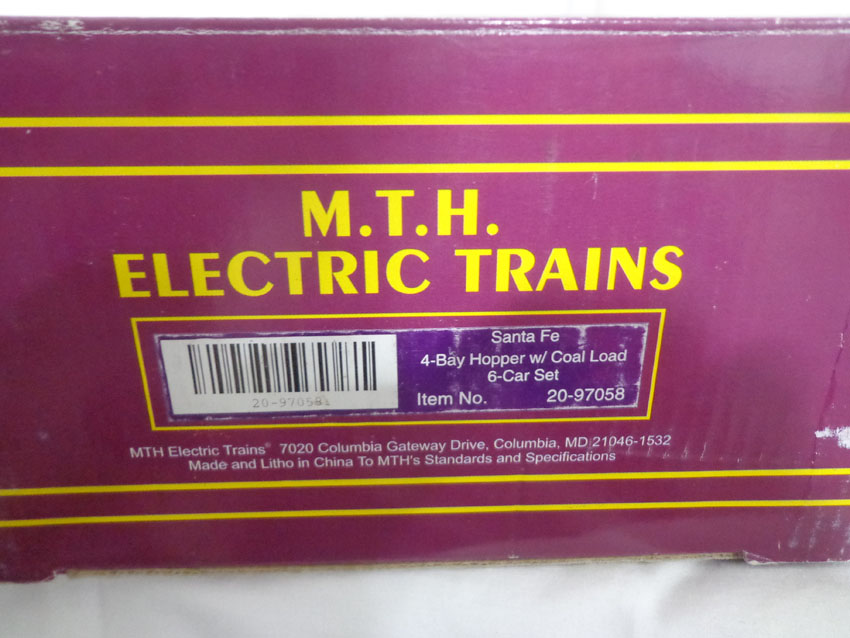 M.T.H.
ELECTRIC TRAINS
Santa Fe
4-Bay Hopper w/ Coal Load
6-Car Set
Item No. 20-97058
20-97058
MTH Electric Trains® 7020 Columbia Gateway Drive, Columbia, MD 21046-1532
Made and Litho in China To MTH's Standards and Specifications